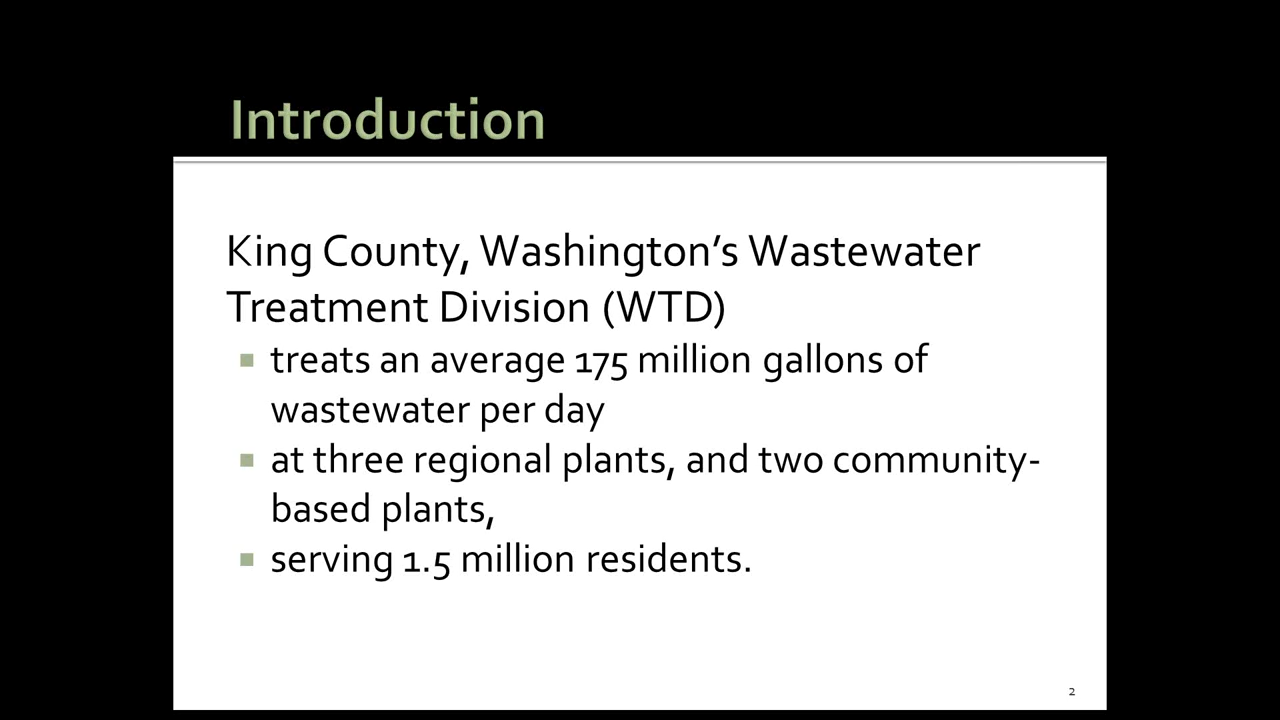 Introduction
King County, Washington’s Wastewater
Treatment Division (WTD)
▪ treats an average 175 million gallons of
wastewater per day
▪ at three regional plants, and two community-
based plants,
▪ serving 1.5 million residents.
2